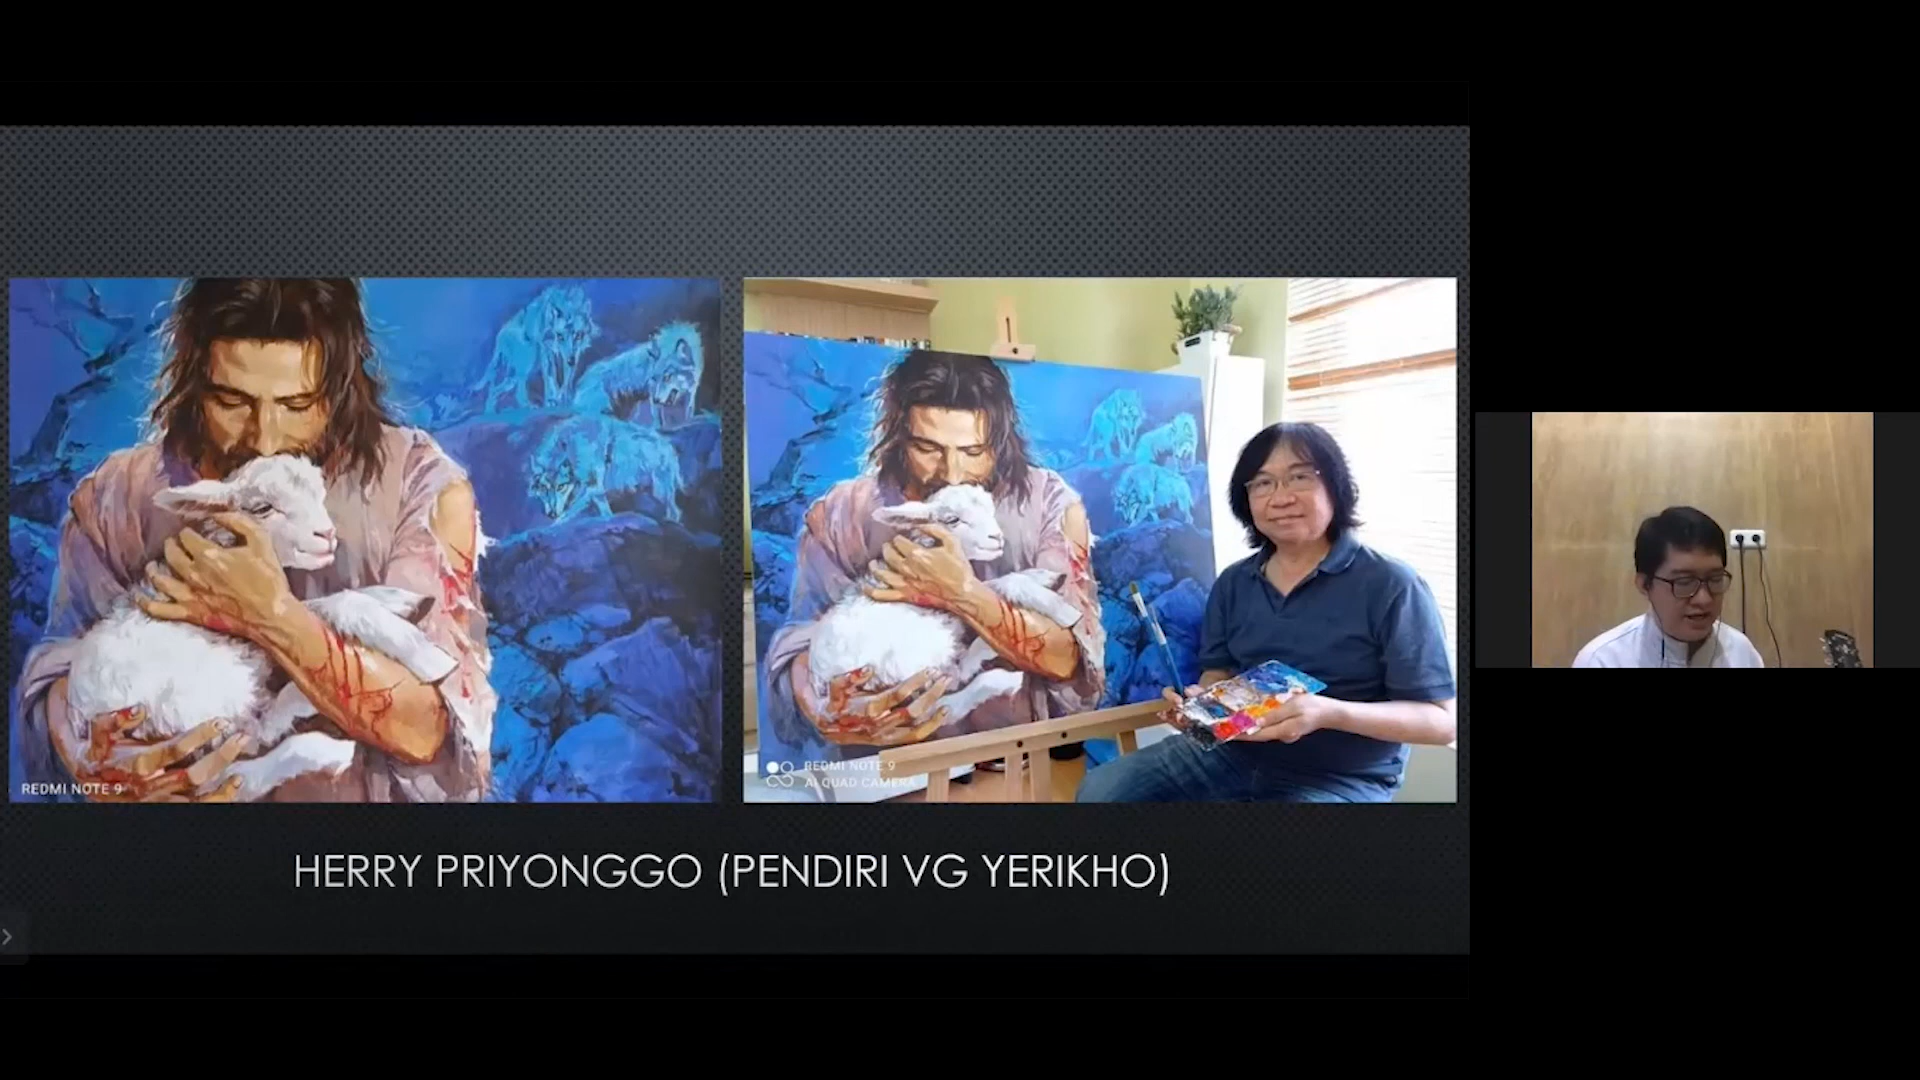 REDMI NOTE 9
REDMI NOTE 9
AI QUAD CAMERA
HERRY PRIYONGGO (PENDIRI VG YERIKHO)